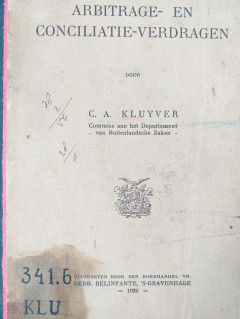 ARBITRAGE- EN
CONCILIATIE-VERDRAGEN
DOOR
C. A. KLUYVER
Commies aan het Departement
- van Buitenlandsche Zaken -
341.6
KLU
UITGEGEVEN DOOR DEN BOEKHANDEL VH.
GEBR. BELINFANTE, 'S-GRAVENHAGE